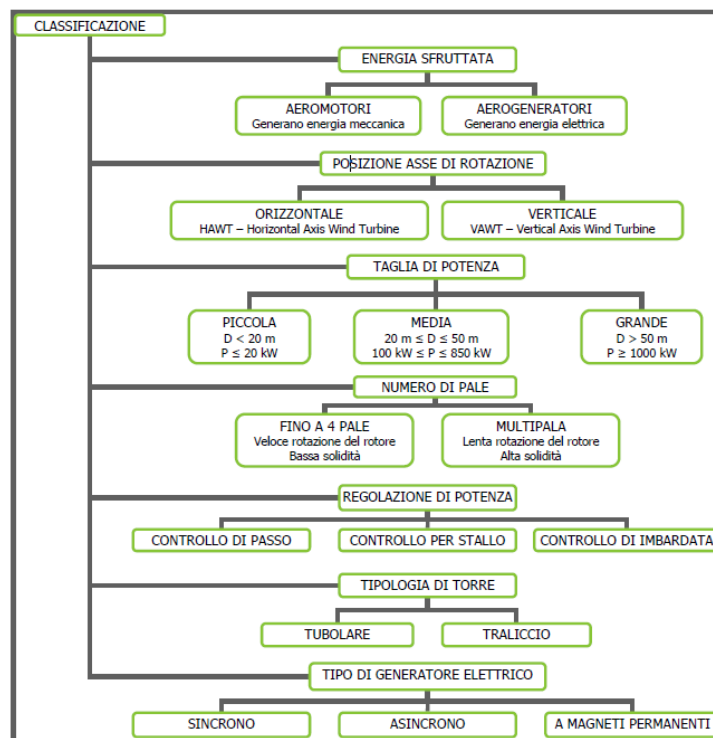 CLASSIFICAZIONE
ENERGIA SFRUTTATA
AEROMOTORI
Generano energia meccanica
AEROGENERATORI
Generano energia elettrica
POSIZIONE ASSE DI ROTAZIONE
ORIZZONTALE
HAWT – Horizontal Axis Wind Turbine
VERTICALE
VAWT – Vertical Axis Wind Turbine
TAGLIA DI POTENZA
PICCOLA
D < 20 m
P ≤ 20 kW
MEDIA
20 m ≤ D ≤ 50 m
100 kW ≤ P ≤ 850 kW
GRANDE
D > 50 m
P ≥ 1000 kW
NUMERO DI PALE
FINO A 4 PALE
Veloce rotazione del rotore
Bassa solidità
MULTIPALA
Lenta rotazione del rotore
Alta solidità
REGOLAZIONE DI POTENZA
CONTROLLO DI PASSO
CONTROLLO PER STALLO
CONTROLLO DI IMBARDATA
TIPOLOGIA DI TORRE
TUBOLARE
TRALICCIO
TIPO DI GENERATORE ELETTRICO
SINCRONO
ASINCRONO
A MAGNETI PERMANENTI